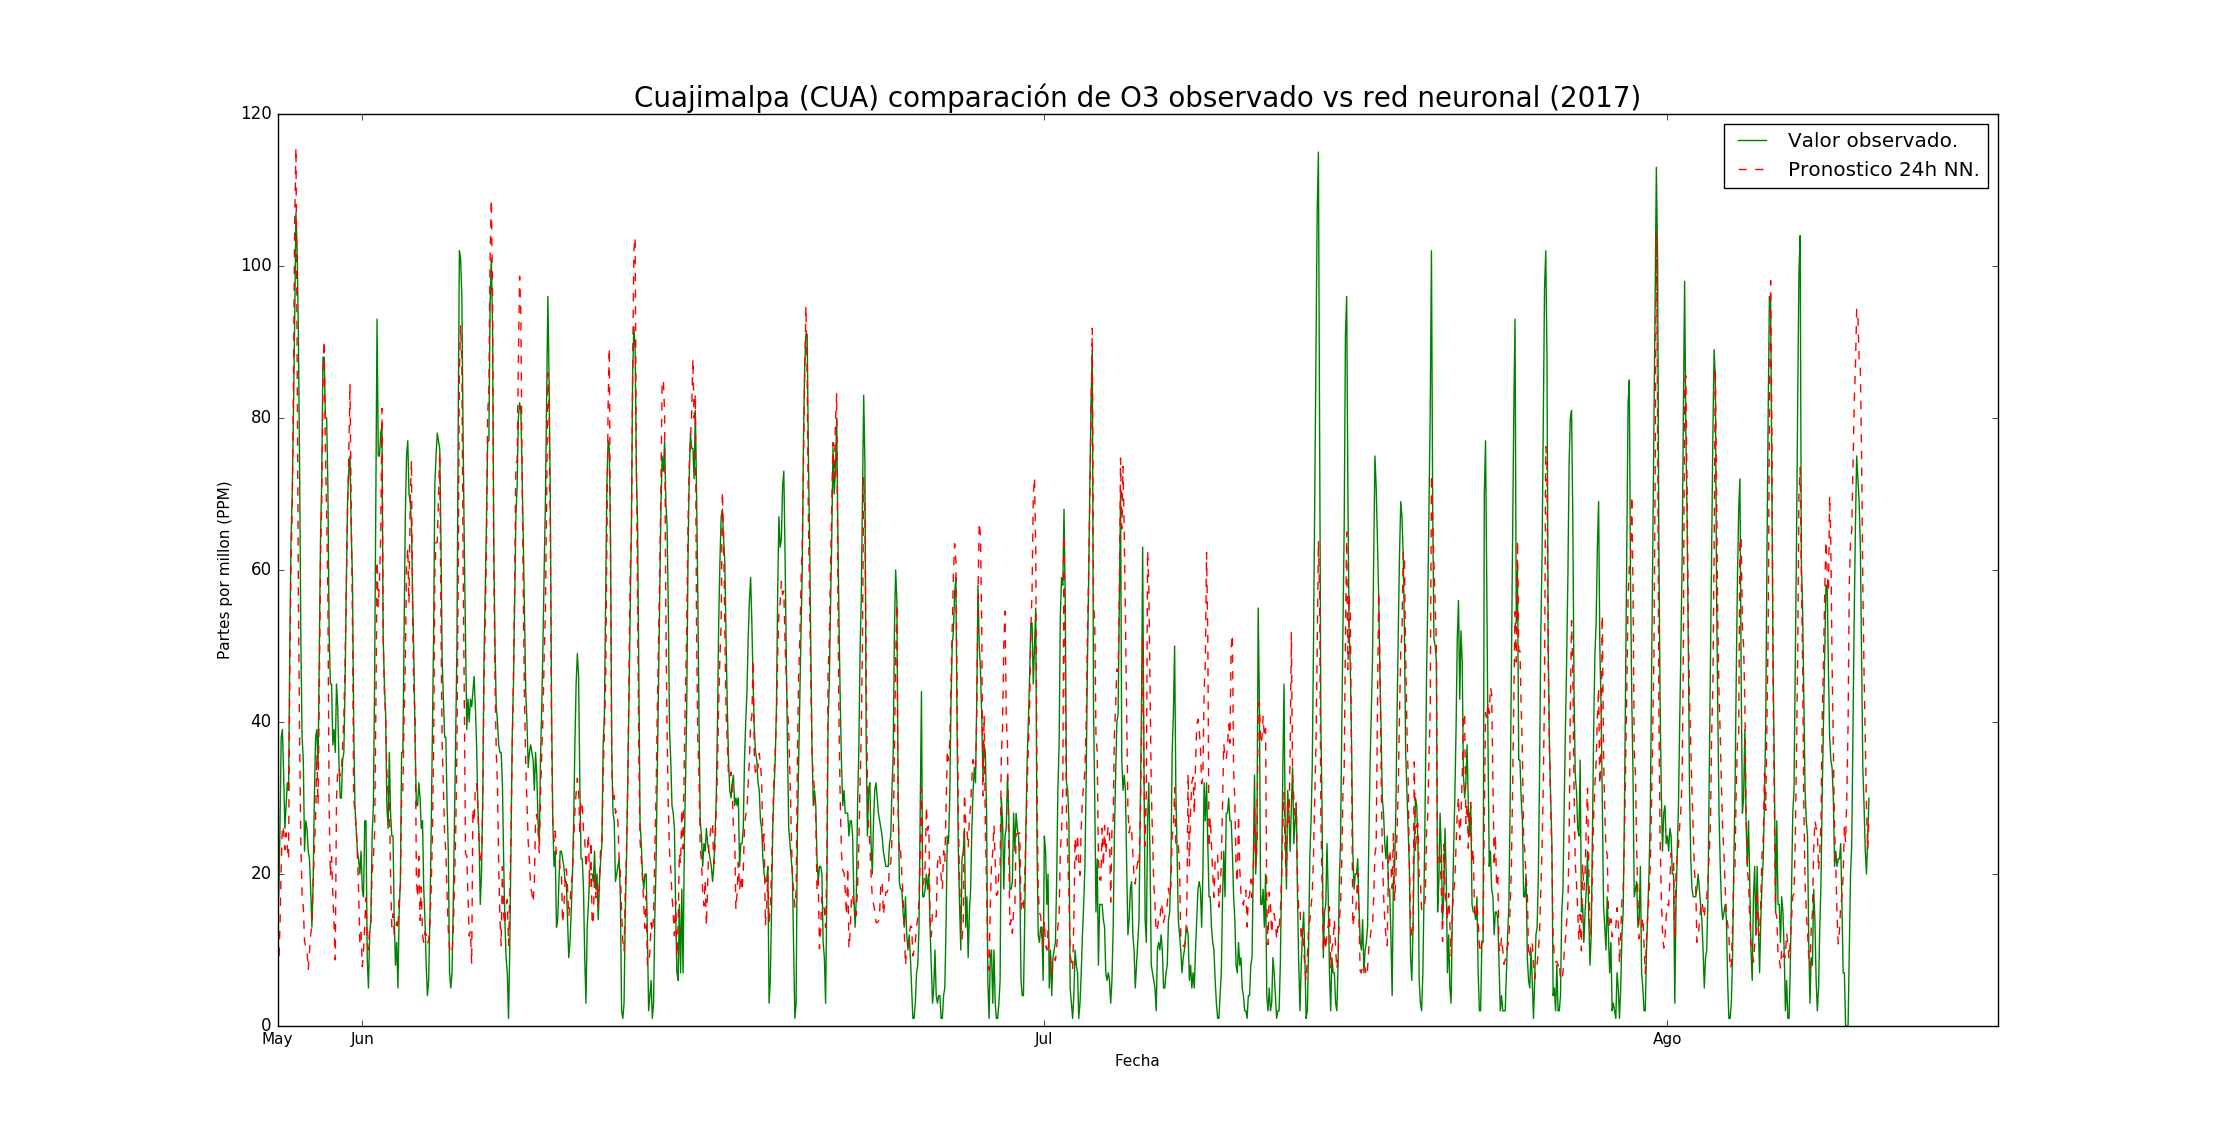 Cuajimalpa (CUA) comparación de O3 observado vs red neuronal (2017)
Valor observado.
Pronostico 24h NN.
Partes por millon (PPM)
120
100
80
60
40
20
0
May
Jun
Jul
Ago
Fecha